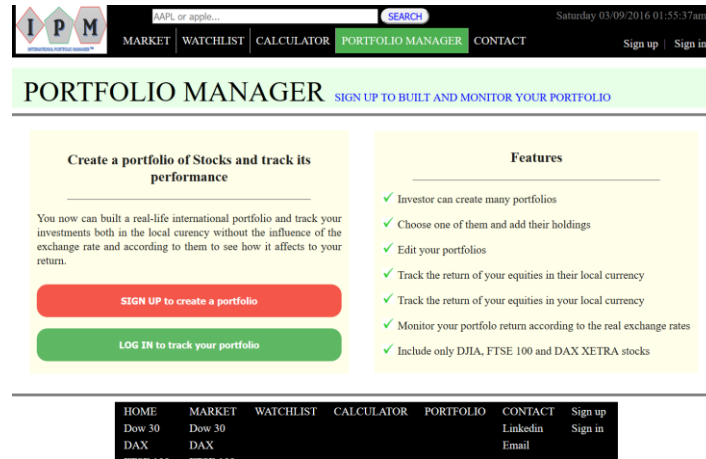 I P M
INTERNATIONAL PORTFOLIO MANAGER™
AAPL or apple...
SEARCH
Saturday 03/09/2016 01:55:37am
MARKET WATCHLIST CALCULATOR PORTFOLIO MANAGER CONTACT
Sign up | Sign in
PORTFOLIO MANAGER SIGN UP TO BUILT AND MONITOR YOUR PORTFOLIO
Create a portfolio of Stocks and track its
performance
You now can built a real-life international portfolio and track your
investments both in the local curency without the influence of the
exchange rate and according to them to see how it affects to your
return.
SIGN UP to create a portfolio
LOG IN to track your portfolio
Features
Investor can create many portfolios
Choose one of them and add their holdings
Edit your portfolios
Track the return of your equities in their local currency
Track the return of your equities in your local currency
Monitor your portfolo return according to the real exchange rates
Include only DJIA, FTSE 100 and DAX XETRA stocks
HOME MARKET WATCHLIST CALCULATOR PORTFOLIO CONTACT Sign up
Dow 30 Dow 30 Linkedin Sign in
DAX DAX Email